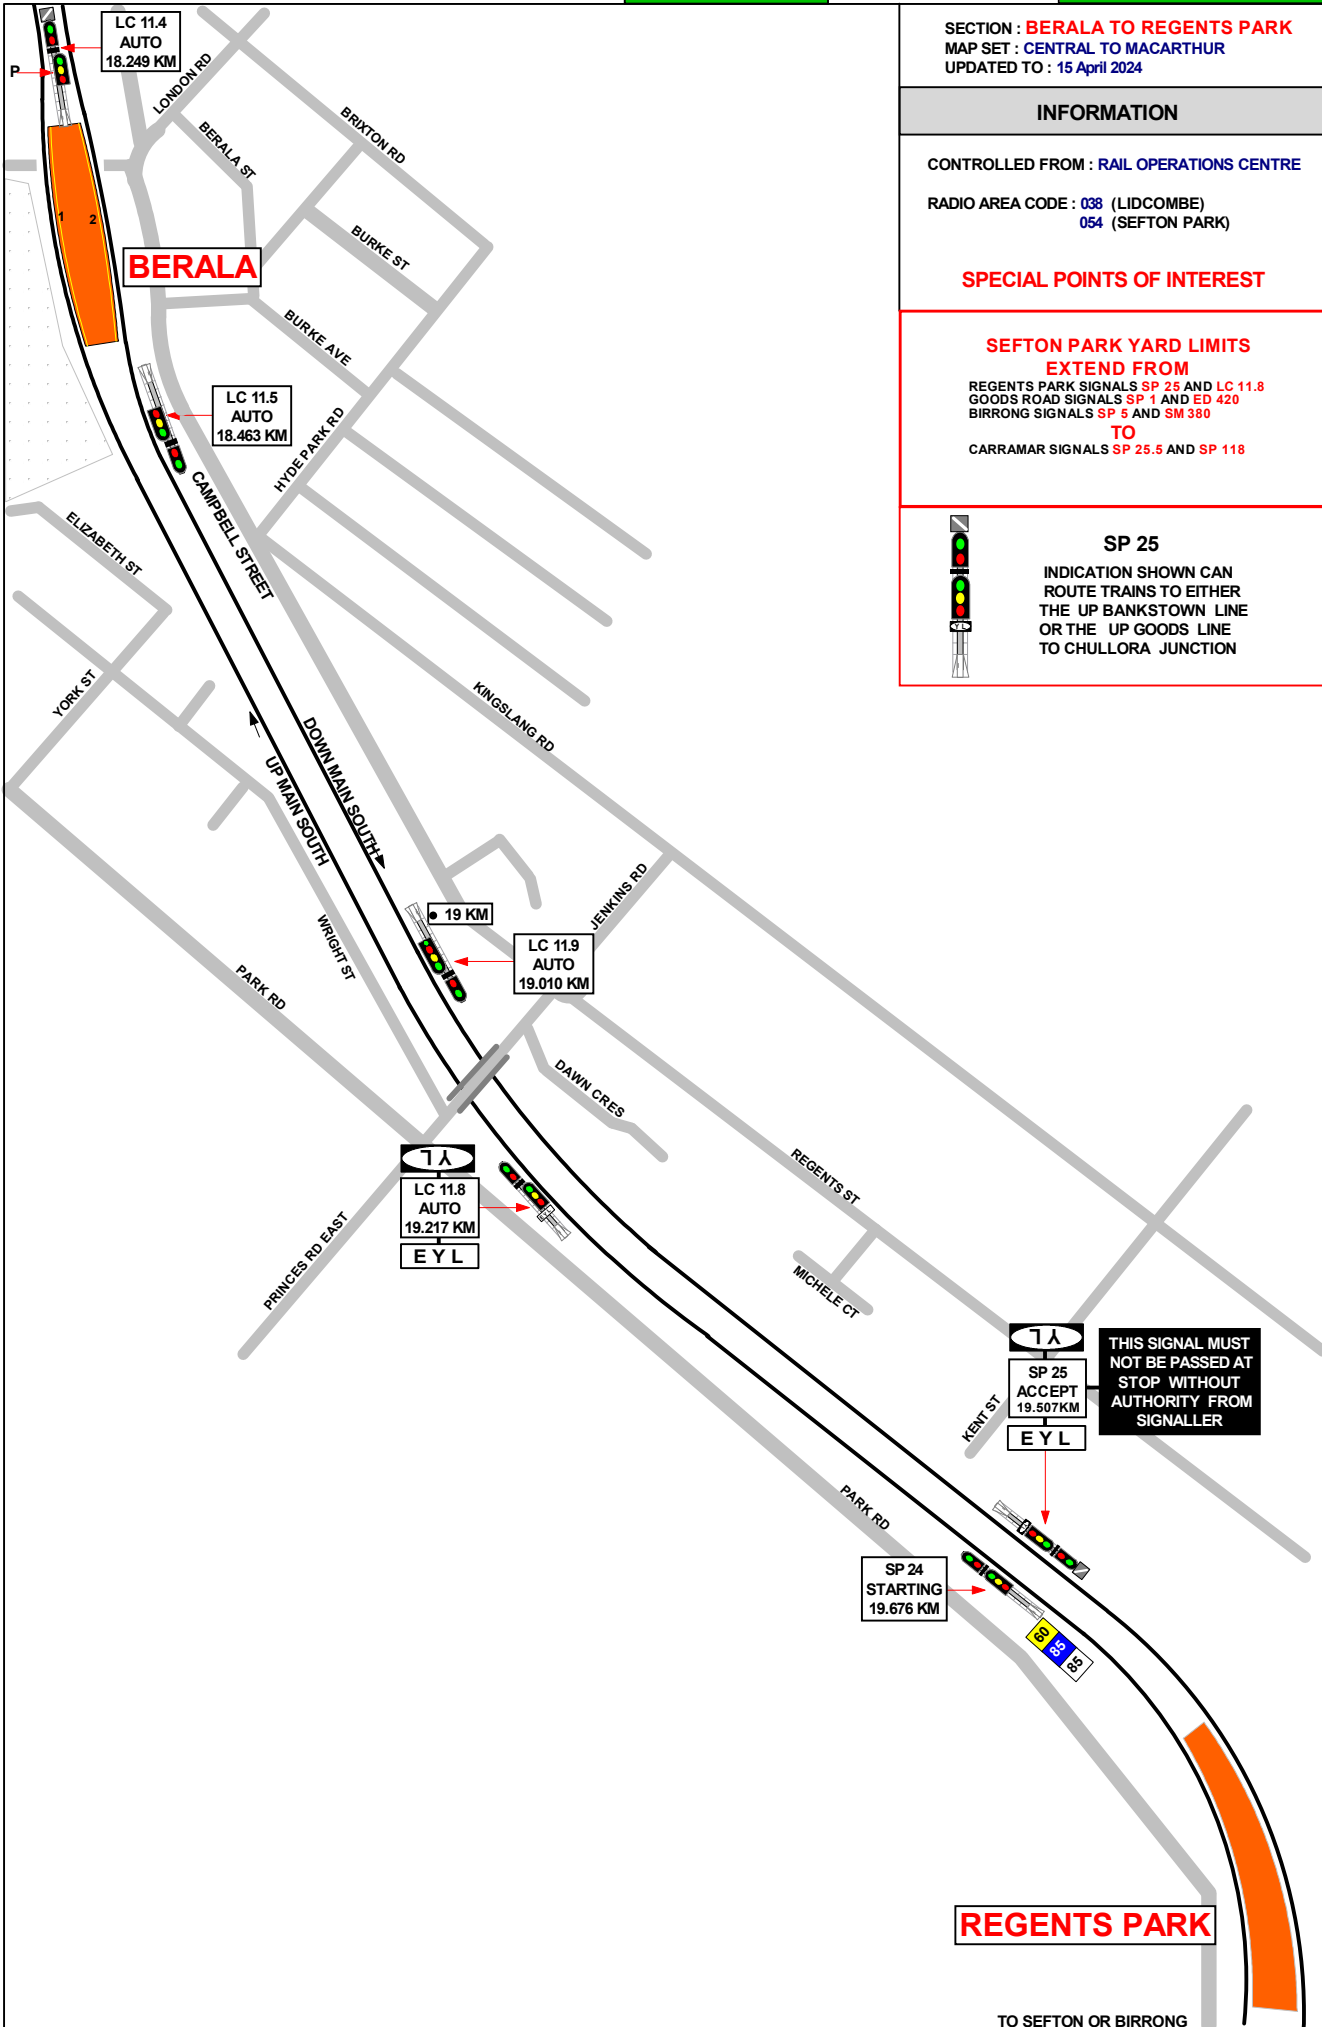 SECTION : BERALA TO REGENTS PARK
MAP SET : CENTRAL TO MACARTHUR
UPDATED TO : 15 April 2024
INFORMATION
CONTROLLED FROM : RAIL OPERATIONS CENTRE
RADIO AREA CODE : 038 (LIDCOMBE)
054 (SEFTON PARK)
SPECIAL POINTS OF INTEREST
SEFTON PARK YARD LIMITS
EXTEND FROM
REGENTS PARK SIGNALS SP 25 AND LC 11.8
GOODS ROAD SIGNALS SP 1 AND ED 420
BIRRONG SIGNALS SP 5 AND SM 380
TO
CARRAMAR SIGNALS SP 25.5 AND SP 118
SP 25
INDICATION SHOWN CAN
ROUTE TRAINS TO EITHER
THE UP BANKSTOWN LINE
OR THE UP GOODS LINE
TO CHULLORA JUNCTION
Y L
LC 11.4
AUTO
18.249 KM
P
LONDON RD
BERALA ST
BRIXTON RD
1
2
BERALA
BURKE ST
BURKE AVE
LC 11.5
AUTO
18.463 KM
HYDE PARK RD
CAMPBELL STREET
ELIZABETH ST
YORK ST
KINGSLANG RD
UP MAIN SOUTH
DOWN MAIN SOUTH
WRIGHT ST
PARK RD
19 KM
LC 11.9
AUTO
19.010 KM
JENKINS RD
DAWN CRES
YL
LC 11.8
AUTO
19.217 KM
E Y L
PRINCES RD EAST
REGENTS ST
MICHELE CT
KENT ST
YL
SP 25
ACCEPT
19.507KM
E Y L
THIS SIGNAL MUST
NOT BE PASSED AT
STOP WITHOUT
AUTHORITY FROM
SIGNALLER
PARK RD
SP 24
STARTING
19.676 KM
60
85
85
REGENTS PARK
TO SEFTON OR BIRRONG